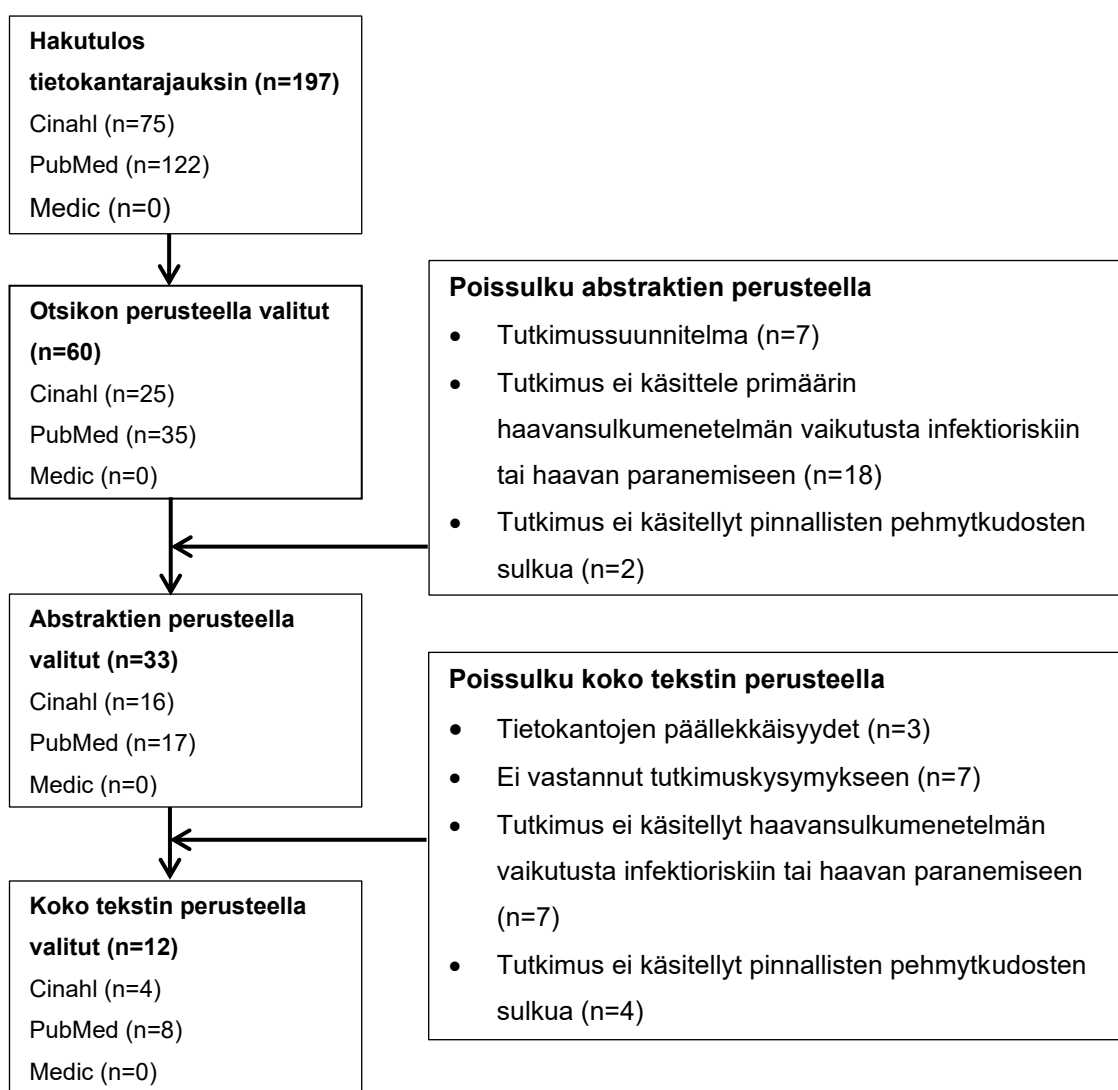 Hakutulos
tietokantarajauksin (n=197)
Cinahl (n=75)
PubMed (n=122)
Medic (n=0)
Otsikon perusteella valitut
(n=60)
Cinahl (n=25)
PubMed (n=35)
Medic (n=0)
Poissulku abstraktien perusteella
• Tutkimussuunnitelma (n=7)
• Tutkimus ei käsittele primäärin
haavansulkumenetelmän vaikutusta infektioriskiin
tai haavan paranemiseen (n=18)
• Tutkimus ei käsitellyt pinnallisten pehmytkudosten
sulkua (n=2)
Abstraktien perusteella
valitut (n=33)
Cinahl (n=16)
PubMed (n=17)
Medic (n=0)
Poissulku koko tekstin perusteella
• Tietokantojen päällekkäisyydet (n=3)
• Ei vastannut tutkimuskysymykseen (n=7)
• Tutkimus ei käsitellyt haavansulkumenetelmän
vaikutusta infektioriskiin tai haavan paranemiseen
(n=7)
• Tutkimus ei käsitellyt pinnallisten pehmytkudosten
sulkua (n=4)
Koko tekstin perusteella
valitut (n=12)
Cinahl (n=4)
PubMed (n=8)
Medic (n=0)